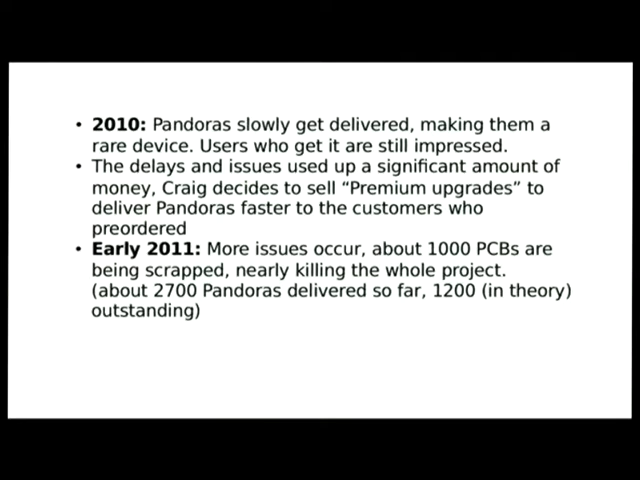 • 2010: Pandoras slowly get delivered, making them a
rare device. Users who get it are still impressed.
• The delays and issues used up a significant amount of
money, Craig decides to sell “Premium upgrades” to
deliver Pandoras faster to the customers who
preordered
• Early 2011: More issues occur, about 1000 PCBs are
being scrapped, nearly killing the whole project.
(about 2700 Pandoras delivered so far, 1200 (in theory)
outstanding)